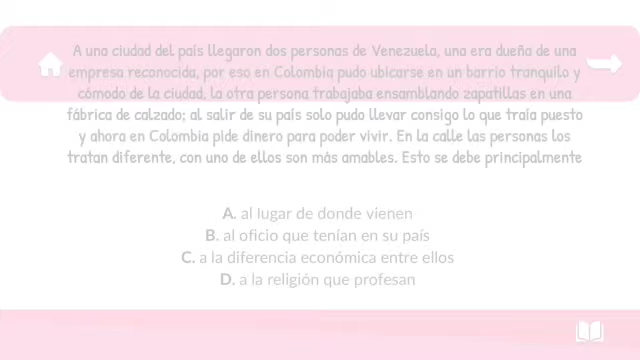 A una ciudad del país llegaron dos personas de Venezuela, una era dueña de una
empresa reconocida, por eso en Colombia pudo ubicarse en un barrio tranquilo y
cómodo de la ciudad, la otra persona trabajaba ensamblando zapatillas en una
fábrica de calzado; al salir de su país solo pudo llevar consigo lo que traía puesto
y ahora en Colombia pide dinero para poder vivir. En la calle las personas los
tratan diferente, con uno de ellos son más amables. Esto se debe principalmente
A. al lugar de donde vienen
B. al oficio que tenían en su país
C. a la diferencia económica entre ellos
D. a la religión que profesan